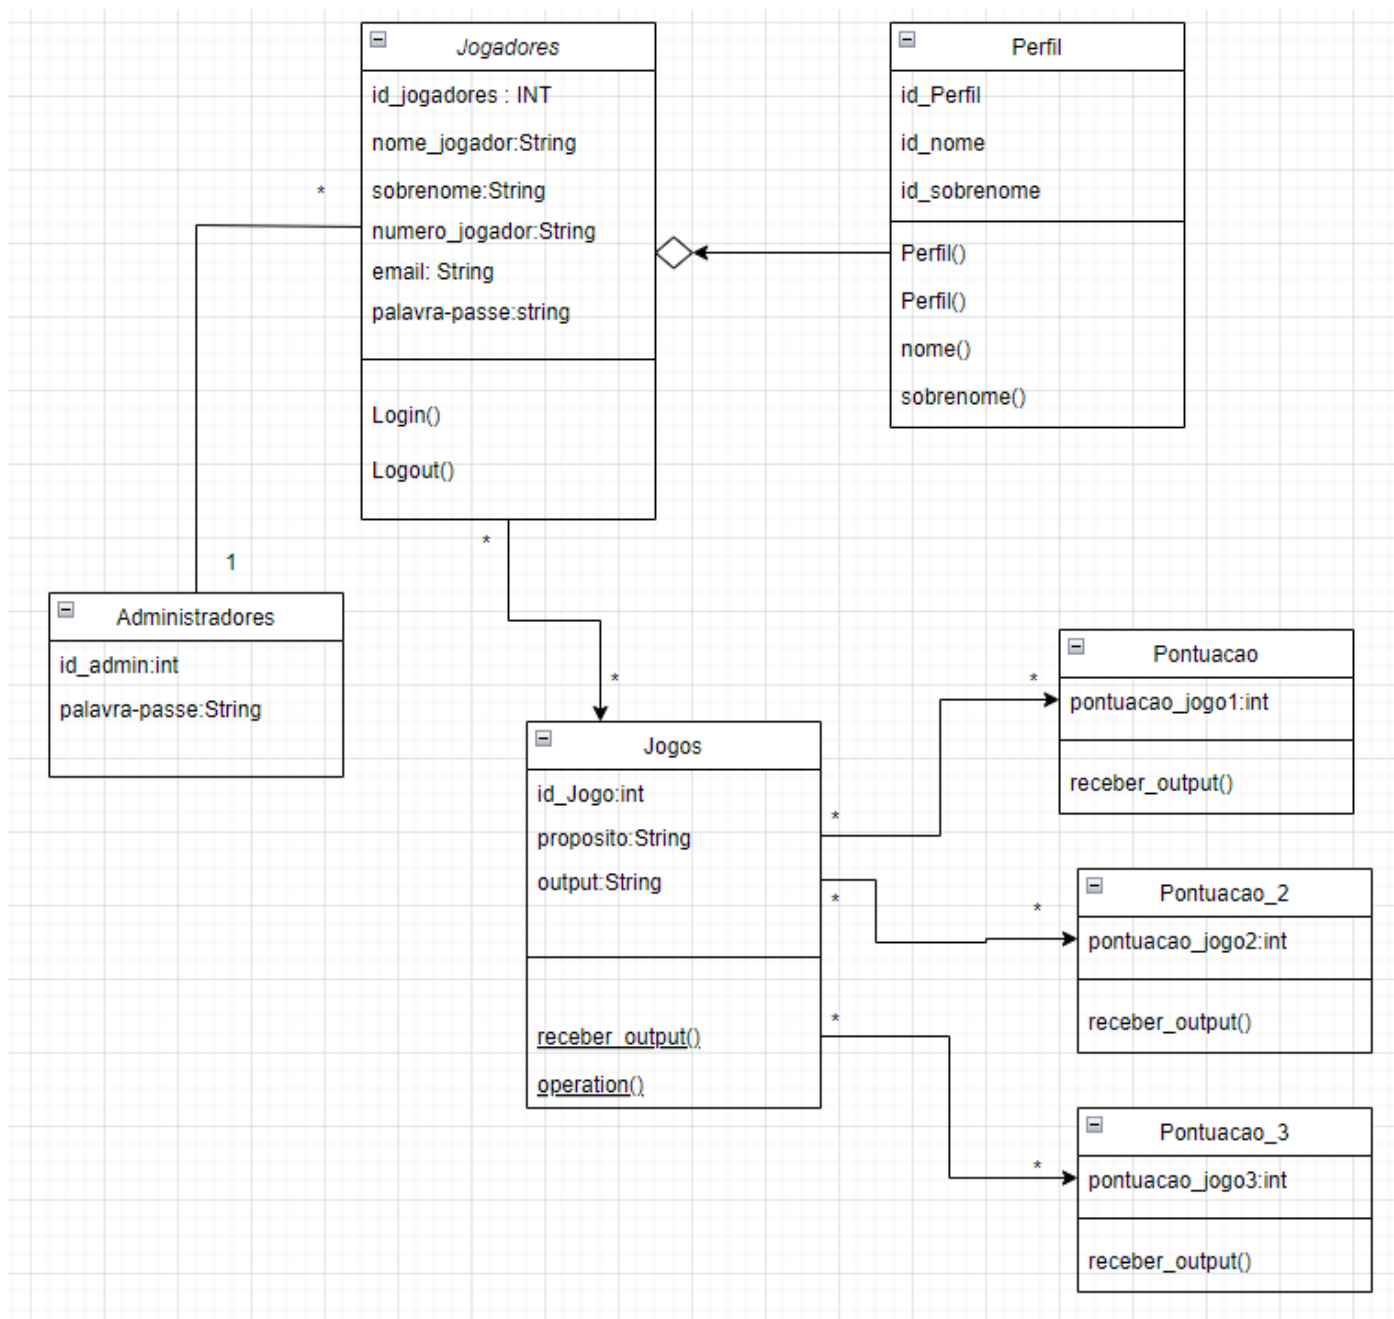 Jogadores
id_jogadores : INT
nome_jogador:String
sobrenome:String
numero_jogador:String
email: String
palavra-passe:string
Login()
Logout()
Perfil
id_Perfil
id_nome
id_sobrenome
Perfil()
Perfil()
nome()
sobrenome()
*
1
*
*
Administradores
id_admin:int
palavra-passe:String
Jogos
id_Jogo:int
proposito:String
output:String
receber_output()
operation()
*
*
*
*
*
*
Pontuacao
pontuacao_jogo1:int
receber_output()
Pontuacao_2
pontuacao_jogo2:int
receber_output()
Pontuacao_3
pontuacao_jogo3:int
receber_output()